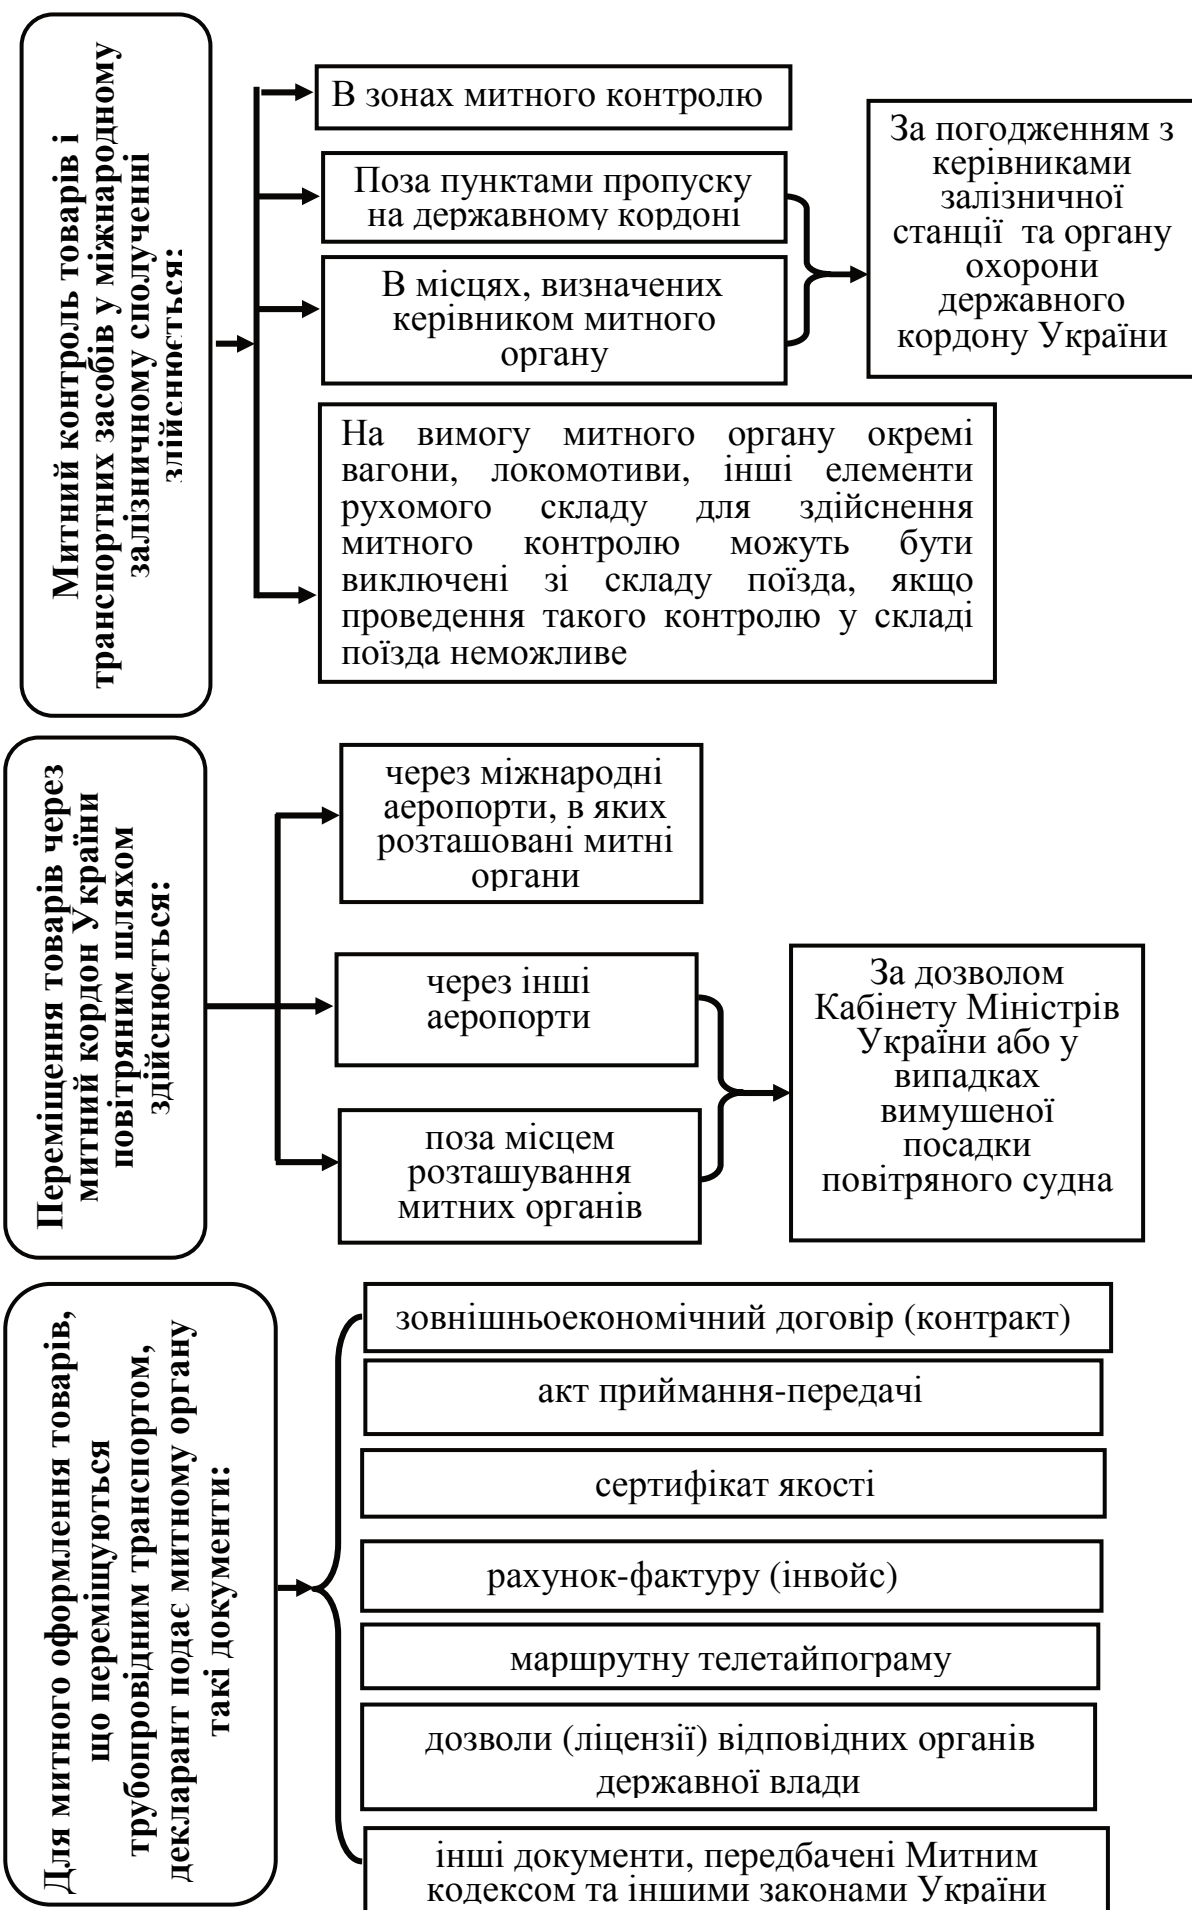 Митний контроль товарів і
транспортних засобів у міжнародному
залізничному сполученні
здійснюється:
В зонах митного контролю
Поза пунктами пропуску
на державному кордоні
В місцях, визначених
керівником митного
органу
За погодженням з
керівниками
залізничної
станції та органу
охорони
державного
кордону України
На вимогу митного органу окремі
вагони, локомотиви, інші елементи
рухомого складу для здійснення
митного контролю можуть бути
виключені зі складу поїзда, якщо
проведення такого контролю у складі
поїзда неможливе
Переміщення товарів через
митний кордон України
повітряним шляхом
здійснюється:
через міжнародні
аеропорти, в яких
розташовані митні
органи
через інші
аеропорти
поза місцем
розташування
митних органів
За дозволом
Кабінету Міністрів
України або у
випадках
вимушеної
посадки
повітряного судна
Для митного оформлення товарів,
що переміщуються
трубопровідним транспортом,
декларант подає митному органу
такі документи:
зовнішньоекономічний договір (контракт)
акт приймання-передачі
сертифікат якості
рахунок-фактуру (інвойс)
маршрутну телетайпограму
дозволи (ліцензії) відповідних органів
державної влади
інші документи, передбачені Митним
кодексом та іншими законами України